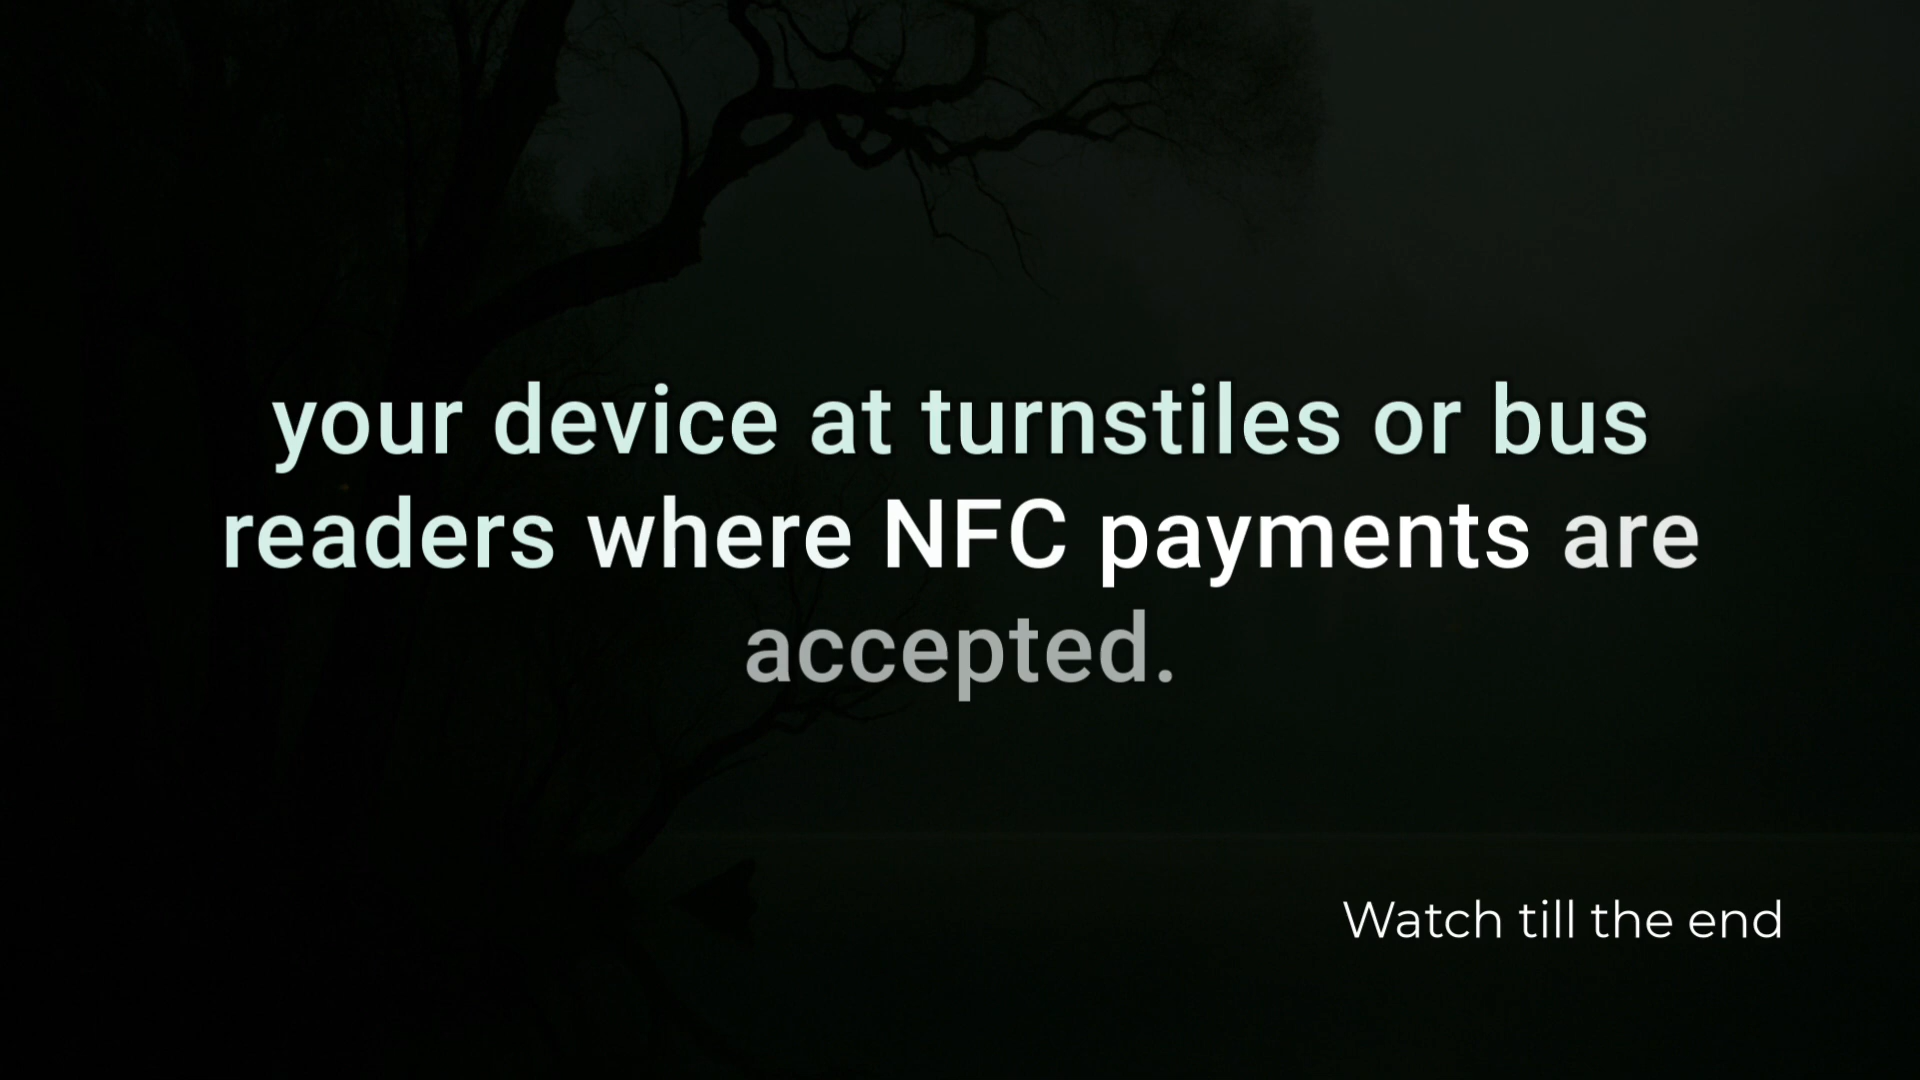 your device at turnstiles or bus
readers where NFC payments are
accepted.
Watch till the end